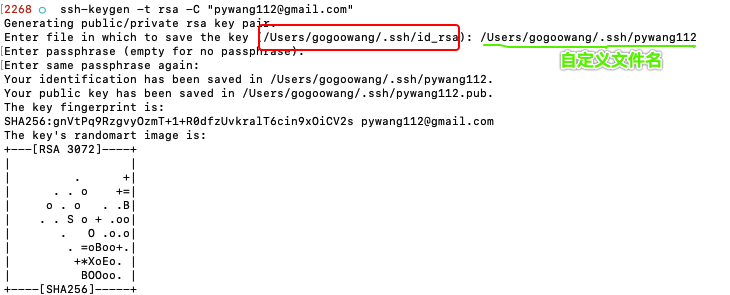 2268 ○ ssh-keygen -t rsa -C "pywang112@gmail.com"
Generating public/private rsa key pair.
Enter file in which to save the key (/Users/gogoowang/.ssh/id_rsa): /Users/gogoowang/.ssh/pywang112
自定义文件名
[Enter passphrase (empty for no passphrase):
[Enter same passphrase again:
Your identification has been saved in /Users/gogoowang/.ssh/pywang112.
Your public key has been saved in /Users/gogoowang/.ssh/pywang112.pub.
The key fingerprint is:
SHA256:gnVtPq9RzgvyOzmT+1+R0dfzUvkralT6cin9xOiCV2s pywang112@gmail.com
The key's randomart image is:
+---[RSA 3072]----+
|                 |
|         .      +|
|      . . o    +=|
|     o . o   . .B|
|    . . S o + .oo|
|       .   O .o.o|
|        . =oBoo+.|
|         +*XoEo. |
|          BOOoo. |
+----[SHA256]-----+